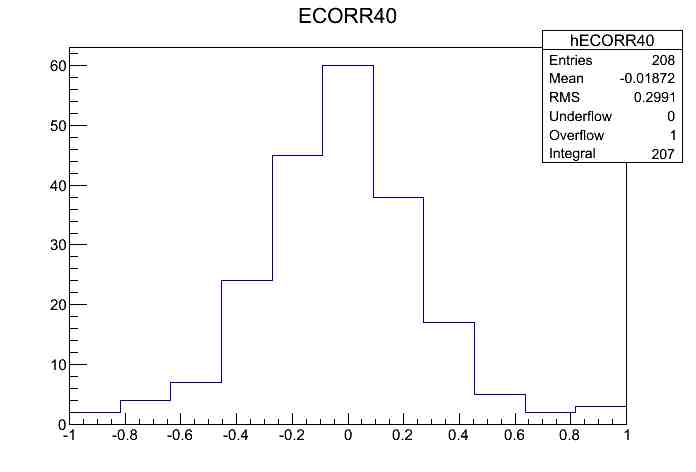 ECORR40
hECORR40
Entries 208
Mean -0.01872
RMS 0.2991
Underflow 0
Overflow 1
Integral 207
60
50
40
30
20
10
0
-1 -0.8 -0.6 -0.4 -0.2 0 0.2 0.4 0.6 0.8 1